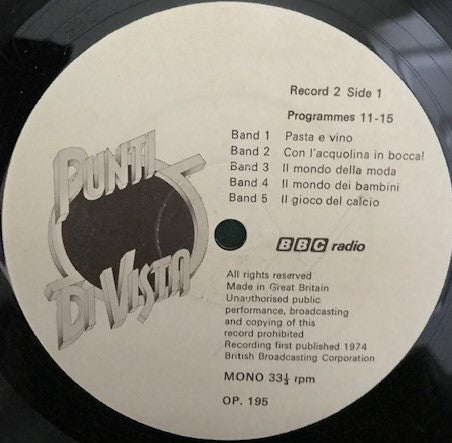 Record 2 Side 1
Programmes 11-15
Band 1 Pasta e vino
Band 2 Con l'acquolina in bocca!
Band 3 Il mondo della moda
Band 4 Il mondo dei bambini
Band 5 Il gioco del calcio
PUNTI
DI VISTA
BBC radio
All rights reserved
Made in Great Britain
Unauthorised public
performance, broadcasting
and copying of this
record prohibited
Recording first published 1974
British Broadcasting Corporation
MONO 33⅓ rpm
OP. 195